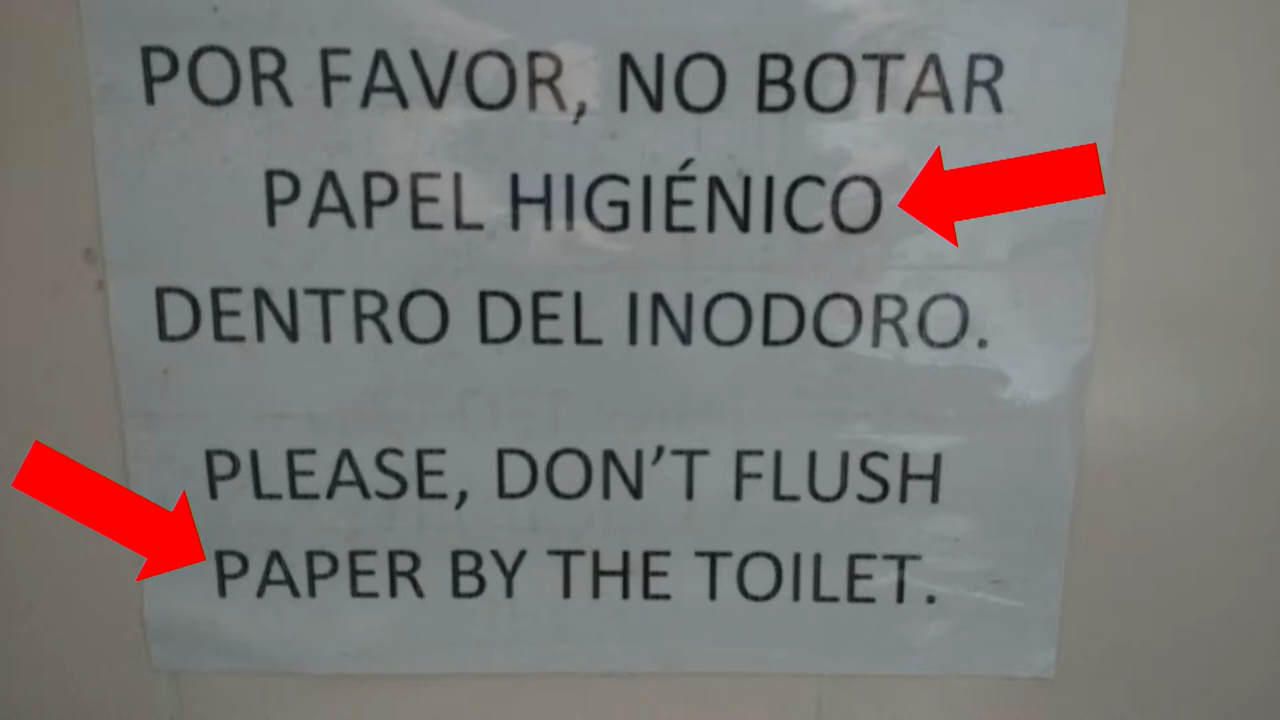 POR FAVOR, NO BOTAR
PAPEL HIGIÉNICO
DENTRO DEL INODORO.
PLEASE, DON'T FLUSH
PAPER BY THE TOILET.